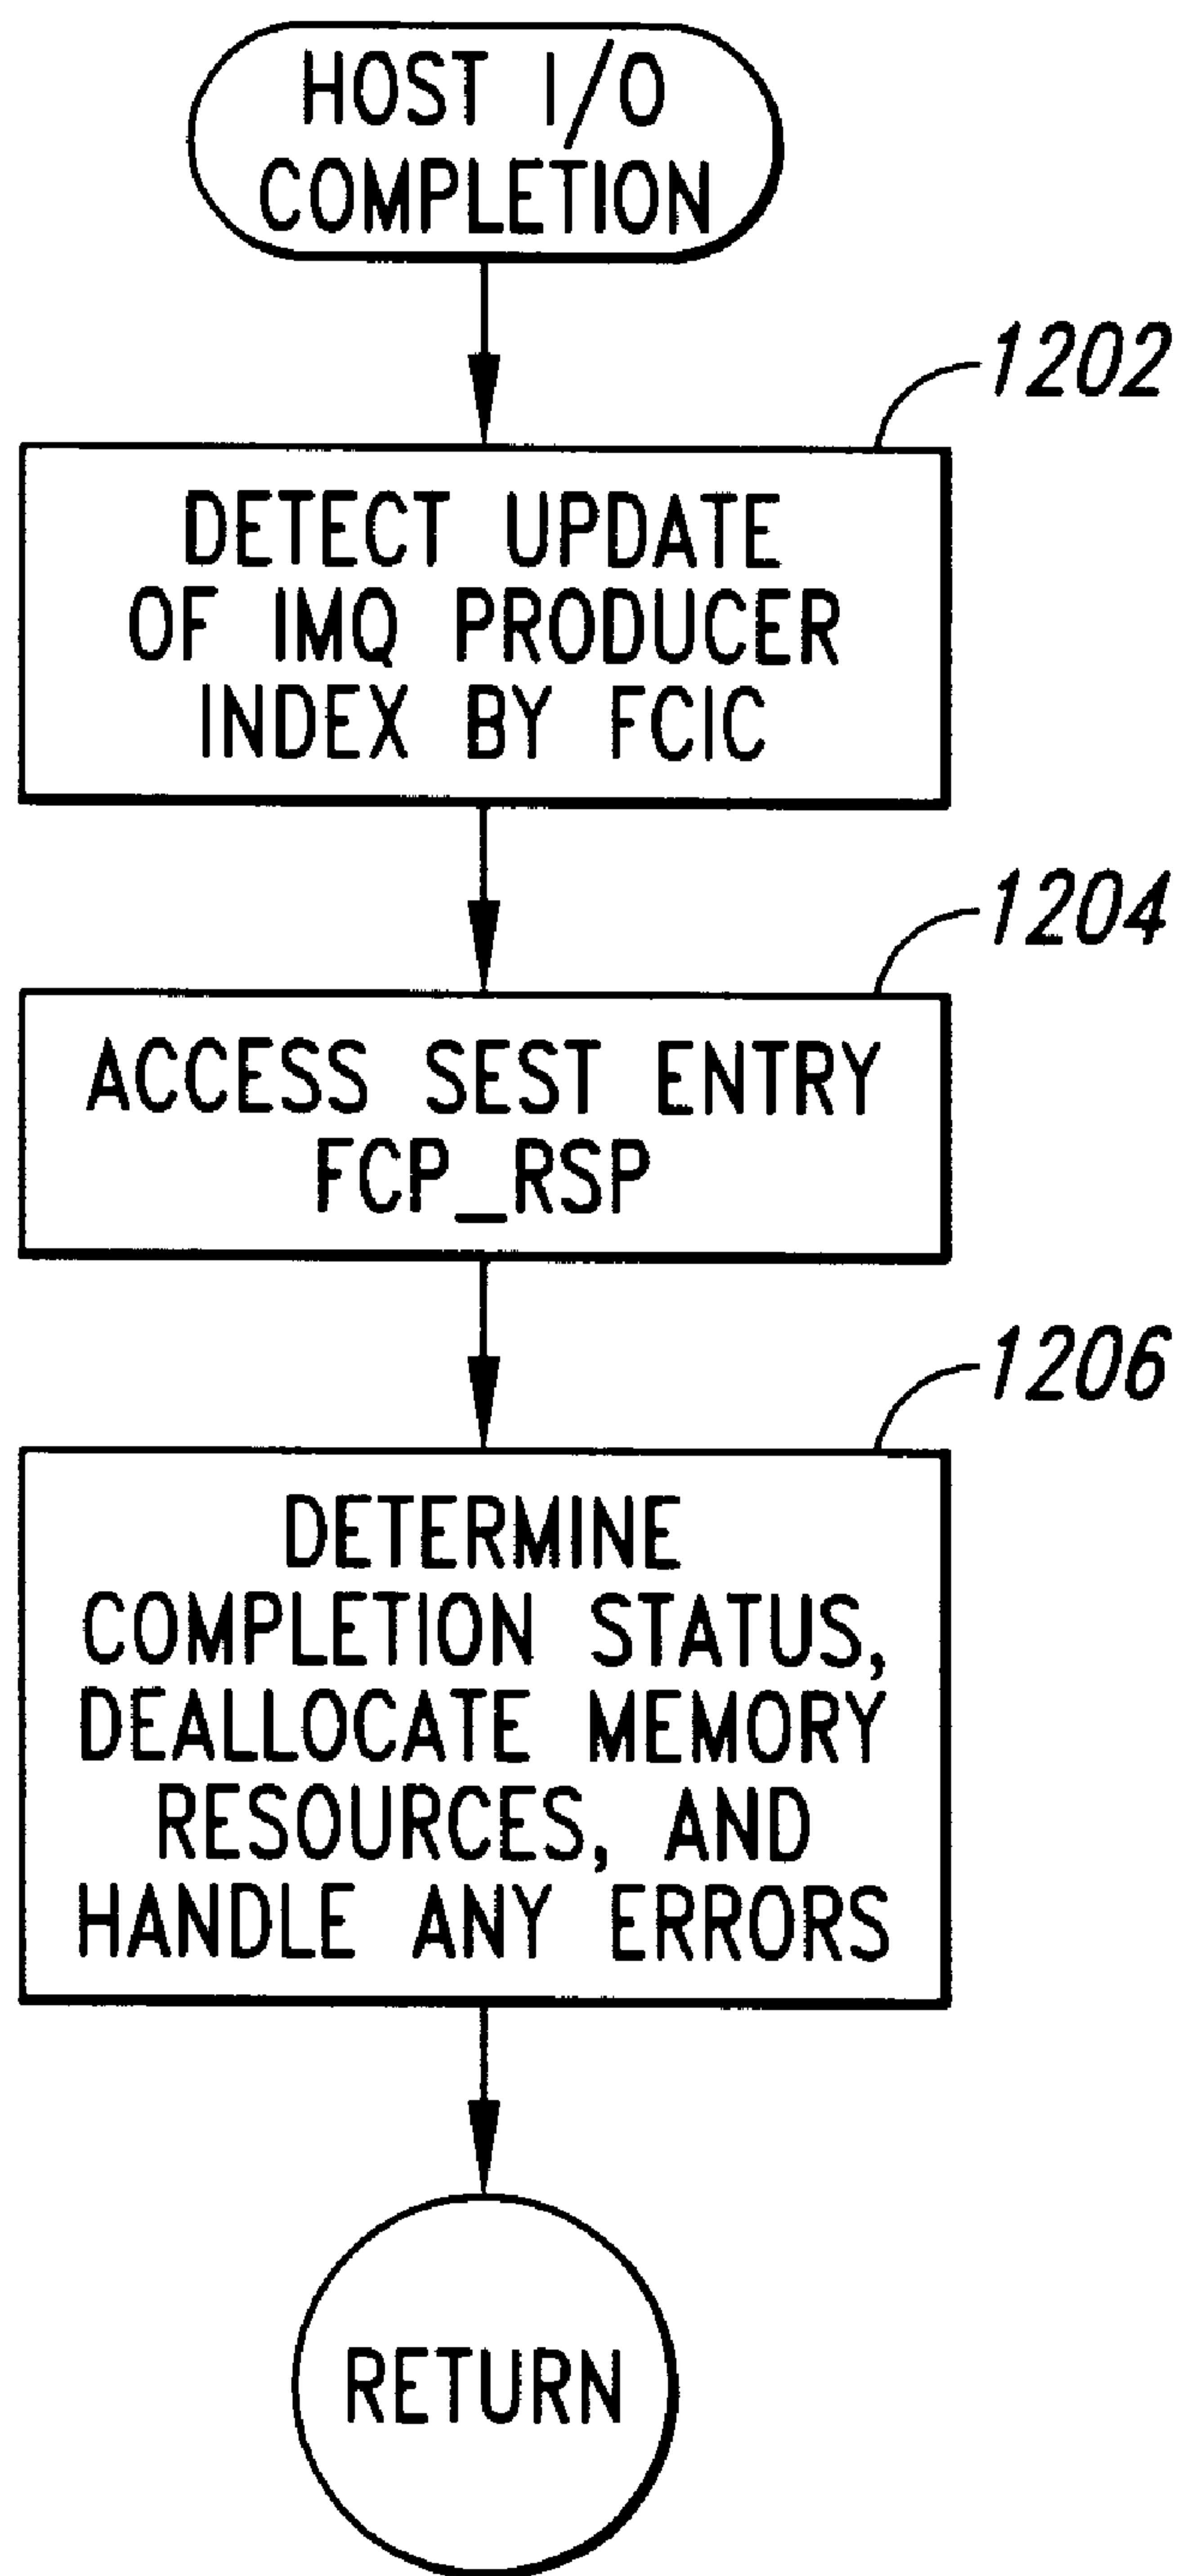 HOST I/O
COMPLETION
1202
DETECT UPDATE
OF IMQ PRODUCER
INDEX BY FCIC
1204
ACCESS SEST ENTRY
FCP_RSP
1206
DETERMINE
COMPLETION STATUS,
DEALLOCATE MEMORY
RESOURCES, AND
HANDLE ANY ERRORS
RETURN